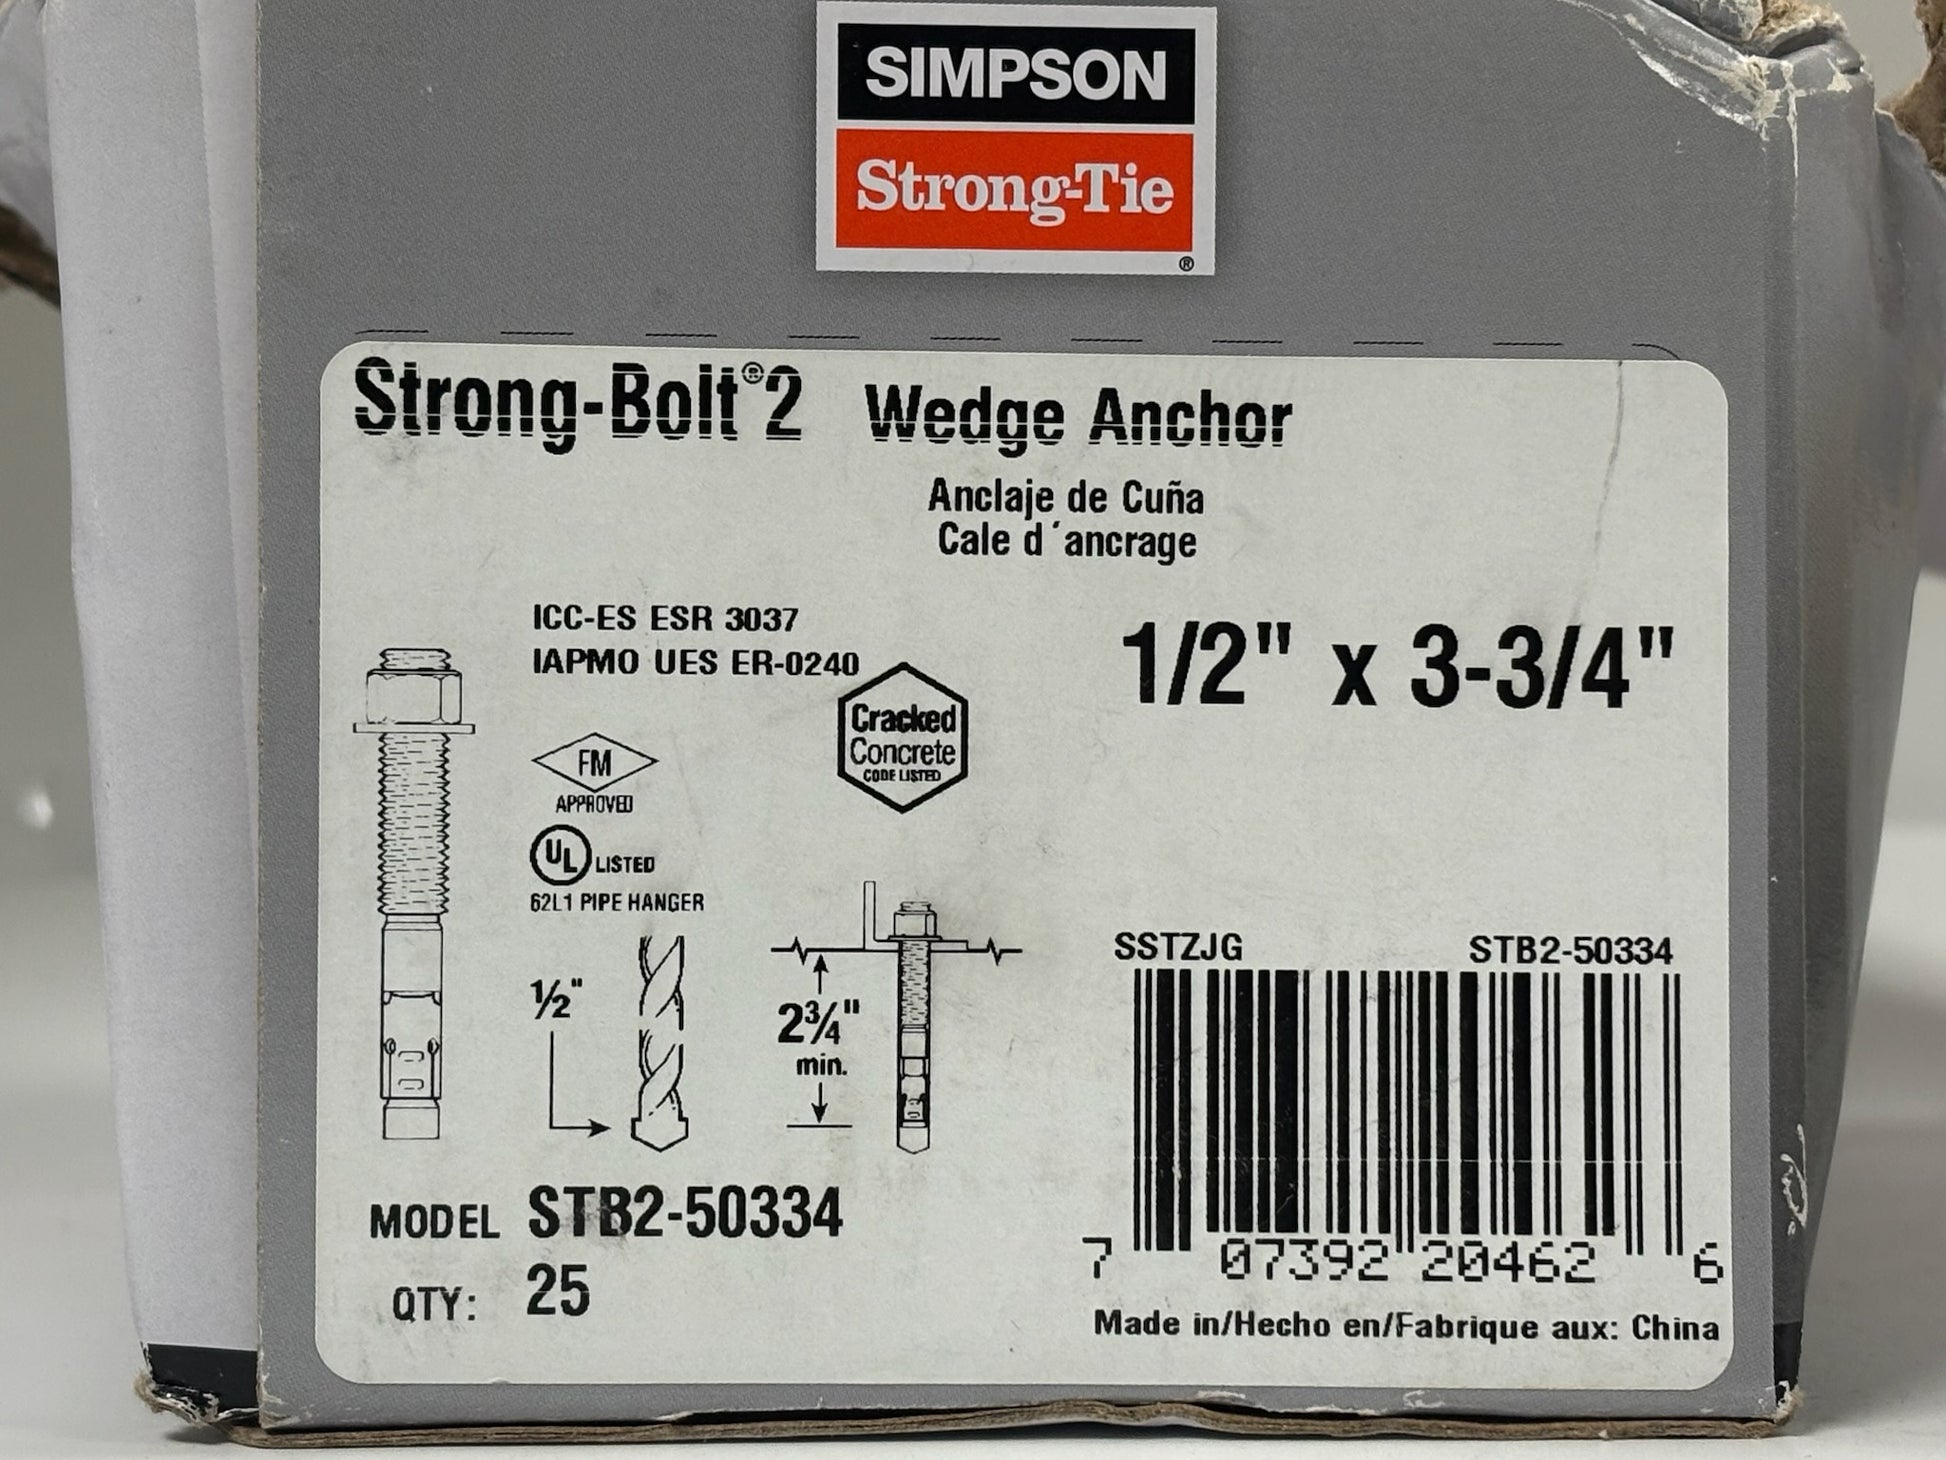 SIMPSON
Strong-Tie
®
Strong-Bolt®2 Wedge Anchor
Anclaje de Cuña
Cale d'ancrage
ICC-ES ESR 3037
IAPMO UES ER-0240
1/2" x 3-3/4"
Cracked
Concrete
CODE LISTED
FM
APPROVED
UL LISTED
62L1 PIPE HANGER
½"
2¾"
min.
SSTZJG STB2-50334
7 07392 20462 6
MODEL STB2-50334
QTY: 25
Made in/Hecho en/Fabrique aux: China